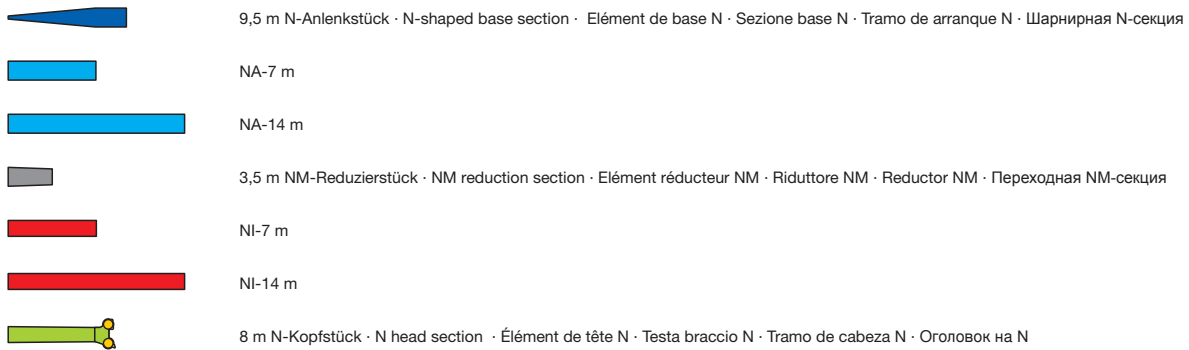 9,5 m N-Anlenkstück · N-shaped base section · Elément de base N · Sezione base N · Tramo de arranque N · Шарнирная N-секция
NA-7 m
NA-14 m
3,5 m NM-Reduzierstück · NM reduction section · Elément réducteur NM · Riduttore NM · Reductor NM · Переходная NM-секция
NI-7 m
NI-14 m
8 m N-Kopfstück · N head section · Élément de tête N · Testa braccio N · Tramo de cabeza N · Оголовок на N